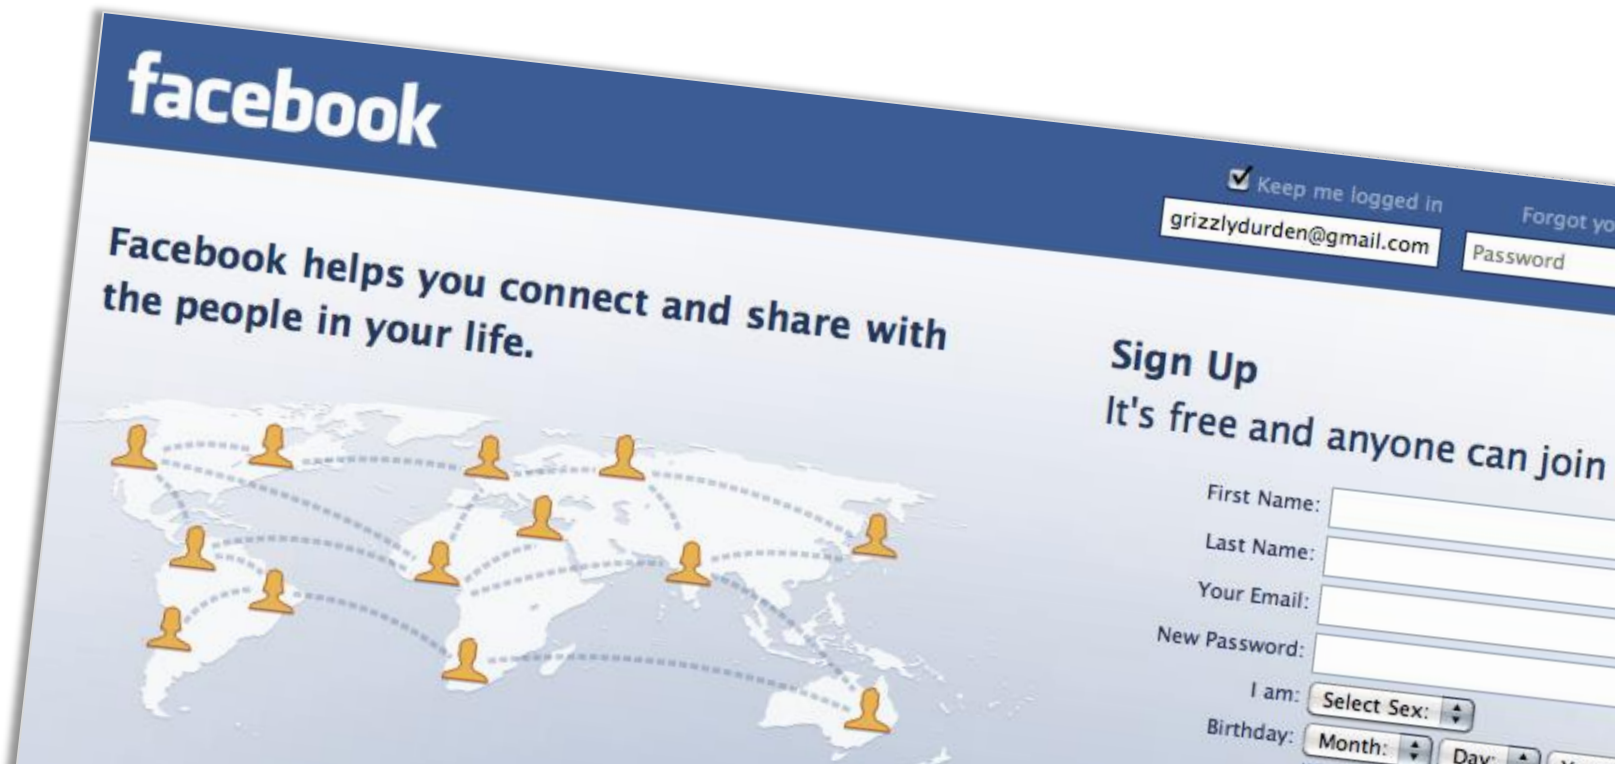 facebook
Keep me logged in
Forgot yo
grizzlydurden@gmail.com
Password
Facebook helps you connect and share with
the people in your life.
Sign Up
It's free and anyone can join
First Name:
Last Name:
Your Email:
New Password:
I am:
Select Sex:
Birthday:
Month:
Day: